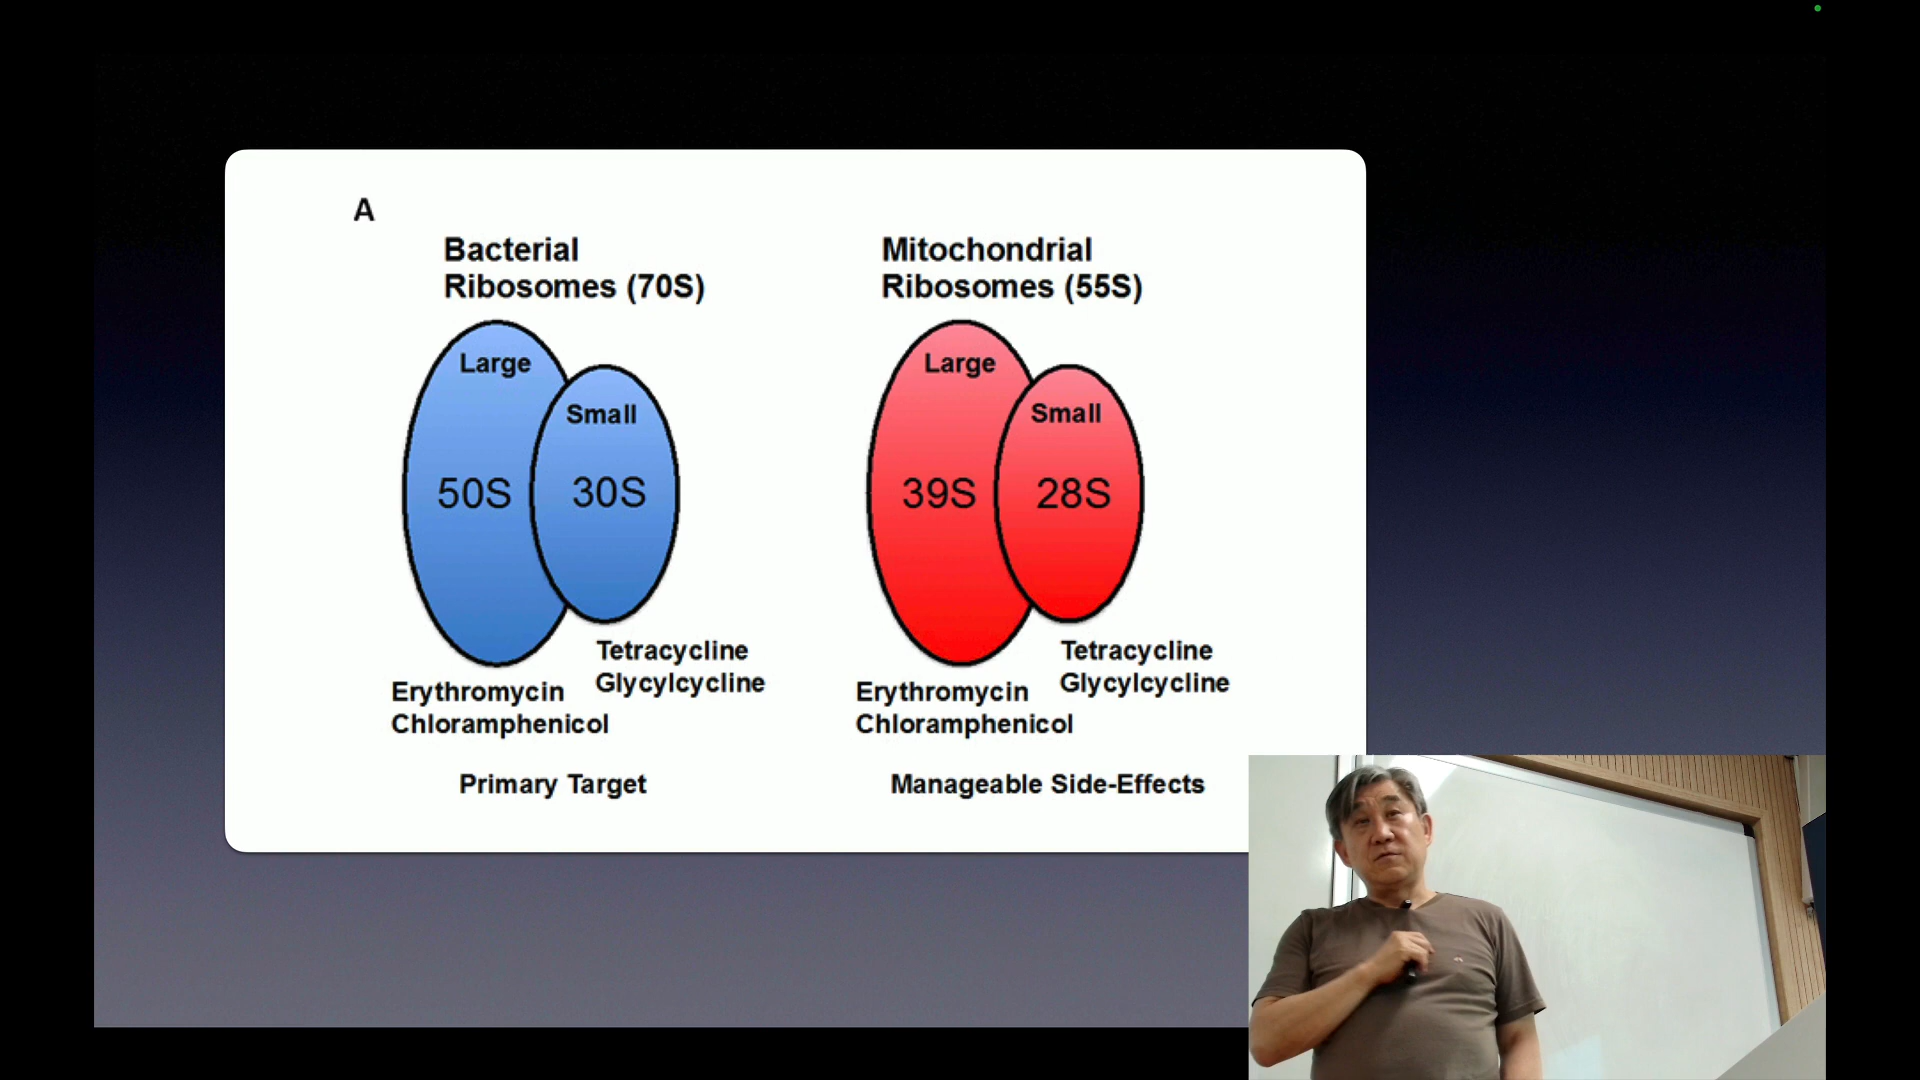 A
Bacterial
Ribosomes (70S)
Large
Small
50S
30S
Tetracycline
Glycylcycline
Erythromycin
Chloramphenicol
Primary Target
Mitochondrial
Ribosomes (55S)
Large
Small
39S
28S
Tetracycline
Glycylcycline
Erythromycin
Chloramphenicol
Manageable Side-Effects